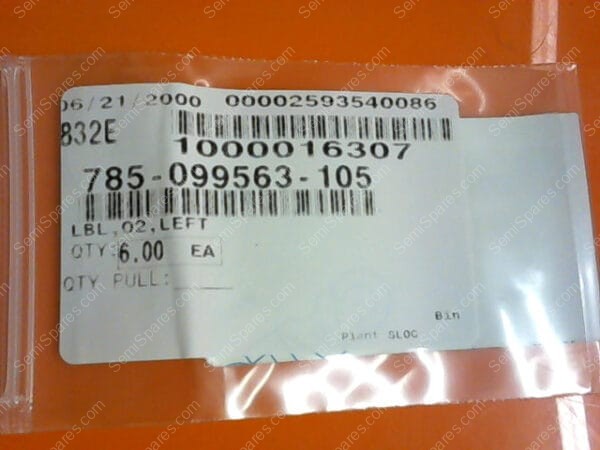 06/21/2000 00002593540086
832E
1000016307
785-099563-105
LBL,02,LEFT
QTY: 6.00 EA
QTY PULL:
Bin
Plant SLOC